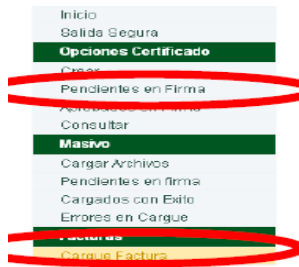 Inicio
Salida Segura
Opciones Certificado
Crear
Pendientes en Firma
Consultar
Masivo
Cargar Archivos
Pendientes en firma
Cargados con Exito
Errores en Cargue
Facturas
Cargue Factura